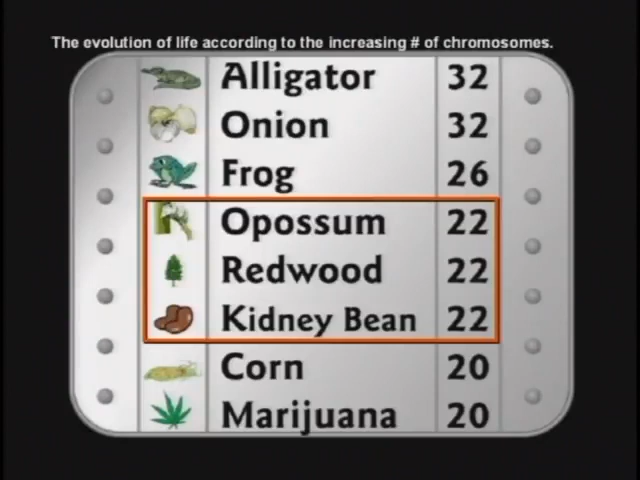 The evolution of life according to the increasing # of chromosomes.
Alligator 32
Onion 32
Frog 26
Opossum 22
Redwood 22
Kidney Bean 22
Corn 20
Marijuana 20